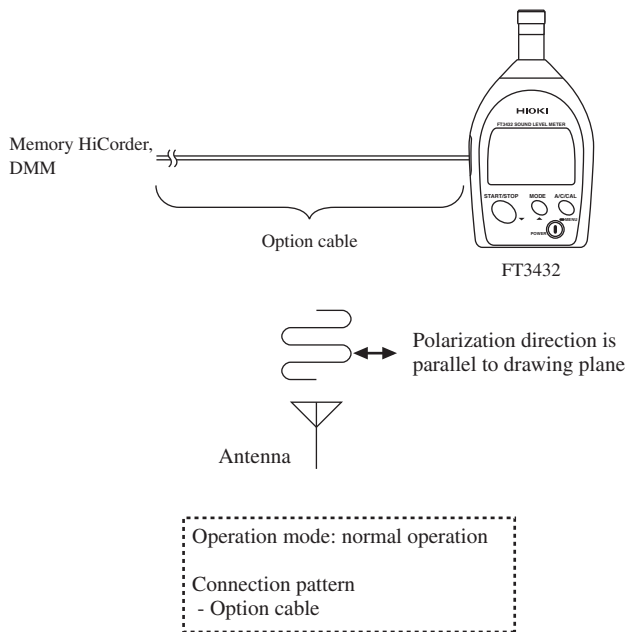 HIOKI
FT3432 SOUND LEVEL METER
Memory HiCorder,
DMM
START/STOP MODE A/C/CAL
MENU
POWER
Option cable
FT3432
Polarization direction is
parallel to drawing plane
Antenna
Operation mode: normal operation
Connection pattern
- Option cable